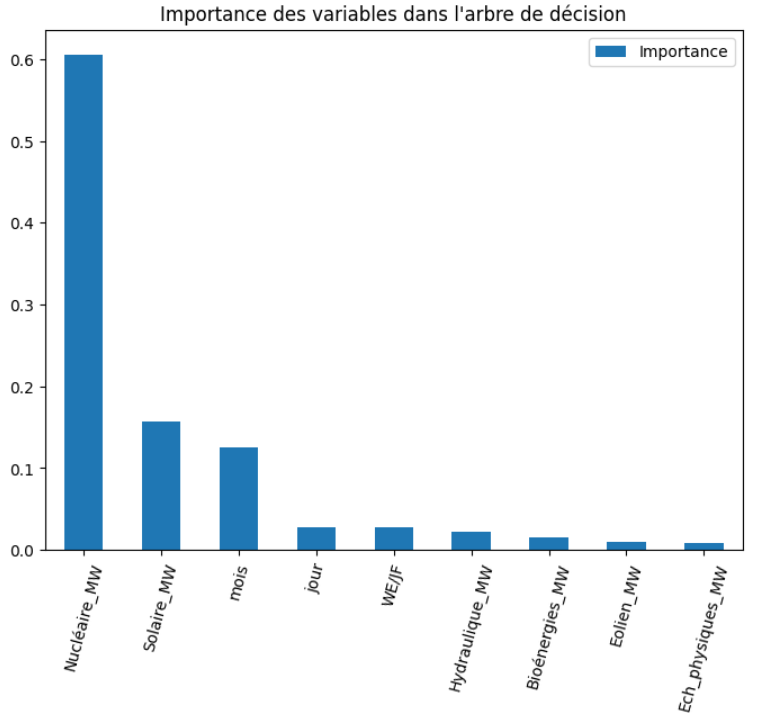 Importance des variables dans l'arbre de décision
Importance
0.6
0.5
0.4
0.3
0.2
0.1
0.0
Nucléaire_MW
Solaire_MW
mois
jour
WE/JF
Hydraulique_MW
Bioénergies_MW
Eolien_MW
Ech_physiques_MW